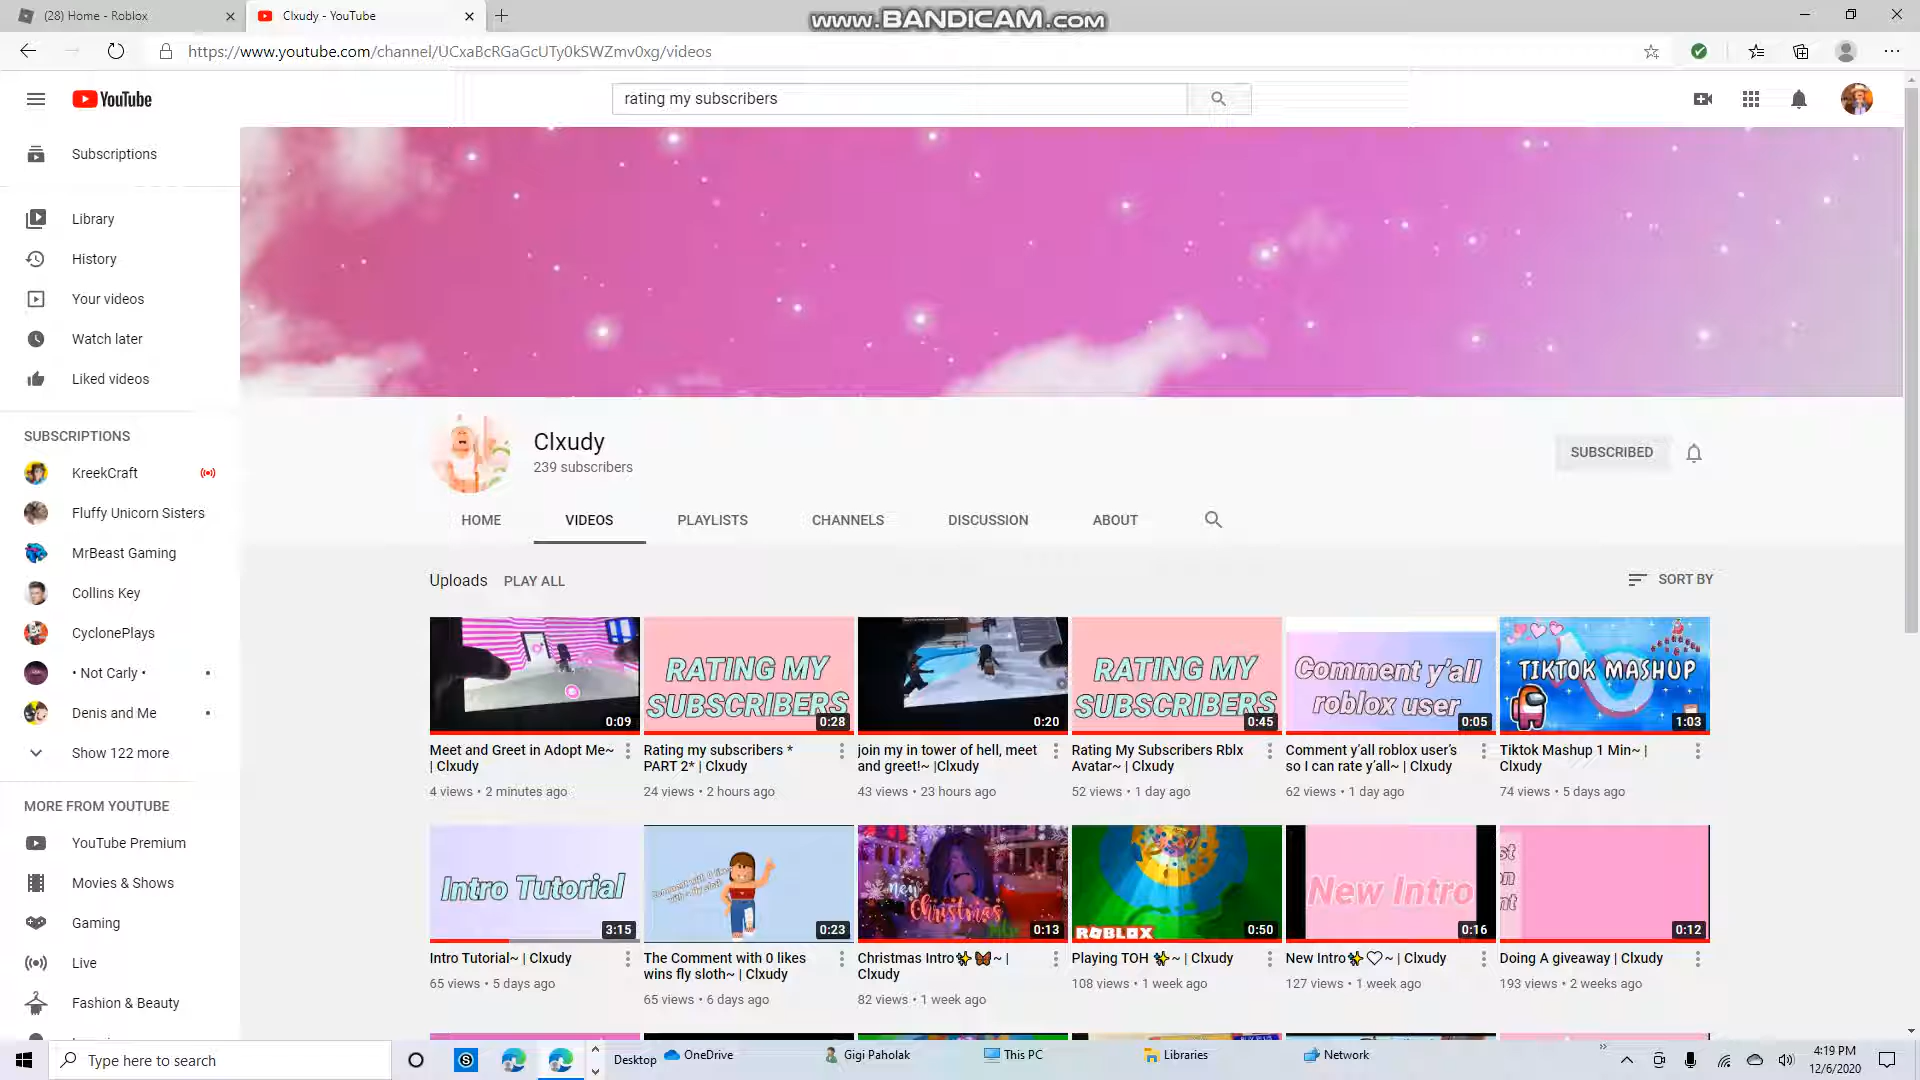 (28) Home - Roblox
Clxudy - YouTube
www.BANDICAM.com
https://www.youtube.com/channel/UCxaBcRGaGcUTy0kSWZmv0xg/videos
YouTube
rating my subscribers
Subscriptions
Library
History
Your videos
Watch later
Liked videos
SUBSCRIPTIONS
KreekCraft
Fluffy Unicorn Sisters
MrBeast Gaming
Collins Key
CyclonePlays
• Not Carly •
Denis and Me
Show 122 more
MORE FROM YOUTUBE
YouTube Premium
Movies & Shows
Gaming
Live
Fashion & Beauty
Clxudy
239 subscribers
SUBSCRIBED
HOME
VIDEOS
PLAYLISTS
CHANNELS
DISCUSSION
ABOUT
Uploads
PLAY ALL
SORT BY
0:09
Meet and Greet in Adopt Me~
| Clxudy
4 views • 2 minutes ago
RATING MY
SUBSCRIBERS
0:28
Rating my subscribers *
PART 2* | Clxudy
24 views • 2 hours ago
0:20
join my in tower of hell, meet
and greet!~ |Clxudy
43 views • 23 hours ago
RATING MY
SUBSCRIBERS
0:45
Rating My Subscribers Rblx
Avatar~ | Clxudy
52 views • 1 day ago
Comment y'all
roblox user
0:05
Comment y'all roblox user's
so I can rate y'all~ | Clxudy
62 views • 1 day ago
TIKTOK MASHUP
1:03
Tiktok Mashup 1 Min~ |
Clxudy
74 views • 5 days ago
Intro Tutorial
3:15
Intro Tutorial~ | Clxudy
65 views • 5 days ago
Comment with 0 likes
with a fly sloth
0:23
The Comment with 0 likes
wins fly sloth~ | Clxudy
65 views • 6 days ago
new
Christmas
0:13
Christmas Intro✨🦋~ |
Clxudy
82 views • 1 week ago
ROBLOX
0:50
Playing TOH ✨~ | Clxudy
108 views • 1 week ago
New Intro
0:16
New Intro✨♡~ | Clxudy
127 views • 1 week ago
0:12
Doing A giveaway | Clxudy
193 views • 2 weeks ago
Type here to search
Desktop
OneDrive
Gigi Paholak
This PC
Libraries
Network
4:19 PM
12/6/2020